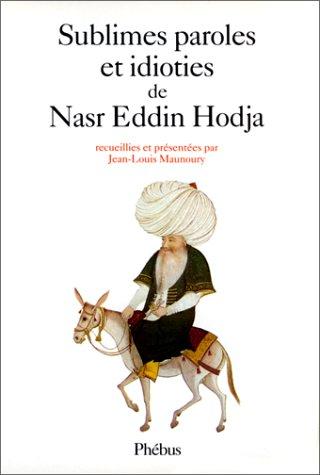 Sublimes paroles
et idioties
de
Nasr Eddin Hodja
recueillies et présentées par
Jean-Louis Maunoury
Phébus